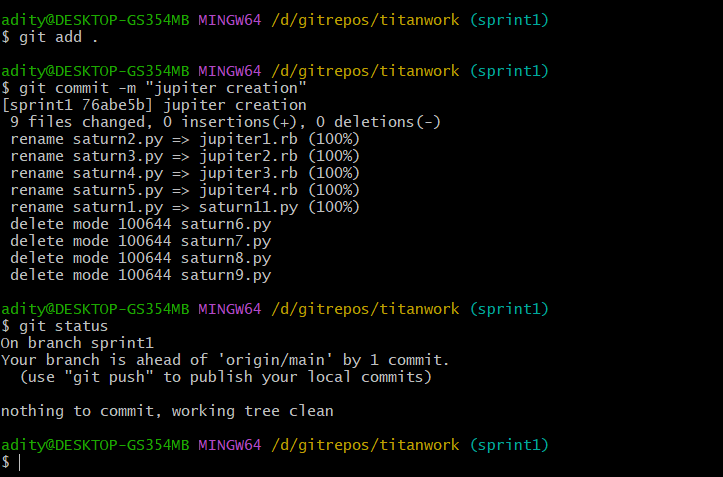 adity@DESKTOP-GS354MB MINGW64 /d/gitrepos/titanwork (sprint1)
$ git add .
adity@DESKTOP-GS354MB MINGW64 /d/gitrepos/titanwork (sprint1)
$ git commit -m "jupiter creation"
[sprint1 76abe5b] jupiter creation
 9 files changed, 0 insertions(+), 0 deletions(-)
 rename saturn2.py => jupiter1.rb (100%)
 rename saturn3.py => jupiter2.rb (100%)
 rename saturn4.py => jupiter3.rb (100%)
 rename saturn5.py => jupiter4.rb (100%)
 rename saturn1.py => saturn11.py (100%)
 delete mode 100644 saturn6.py
 delete mode 100644 saturn7.py
 delete mode 100644 saturn8.py
 delete mode 100644 saturn9.py
adity@DESKTOP-GS354MB MINGW64 /d/gitrepos/titanwork (sprint1)
$ git status
On branch sprint1
Your branch is ahead of 'origin/main' by 1 commit.
  (use "git push" to publish your local commits)
nothing to commit, working tree clean
adity@DESKTOP-GS354MB MINGW64 /d/gitrepos/titanwork (sprint1)
$